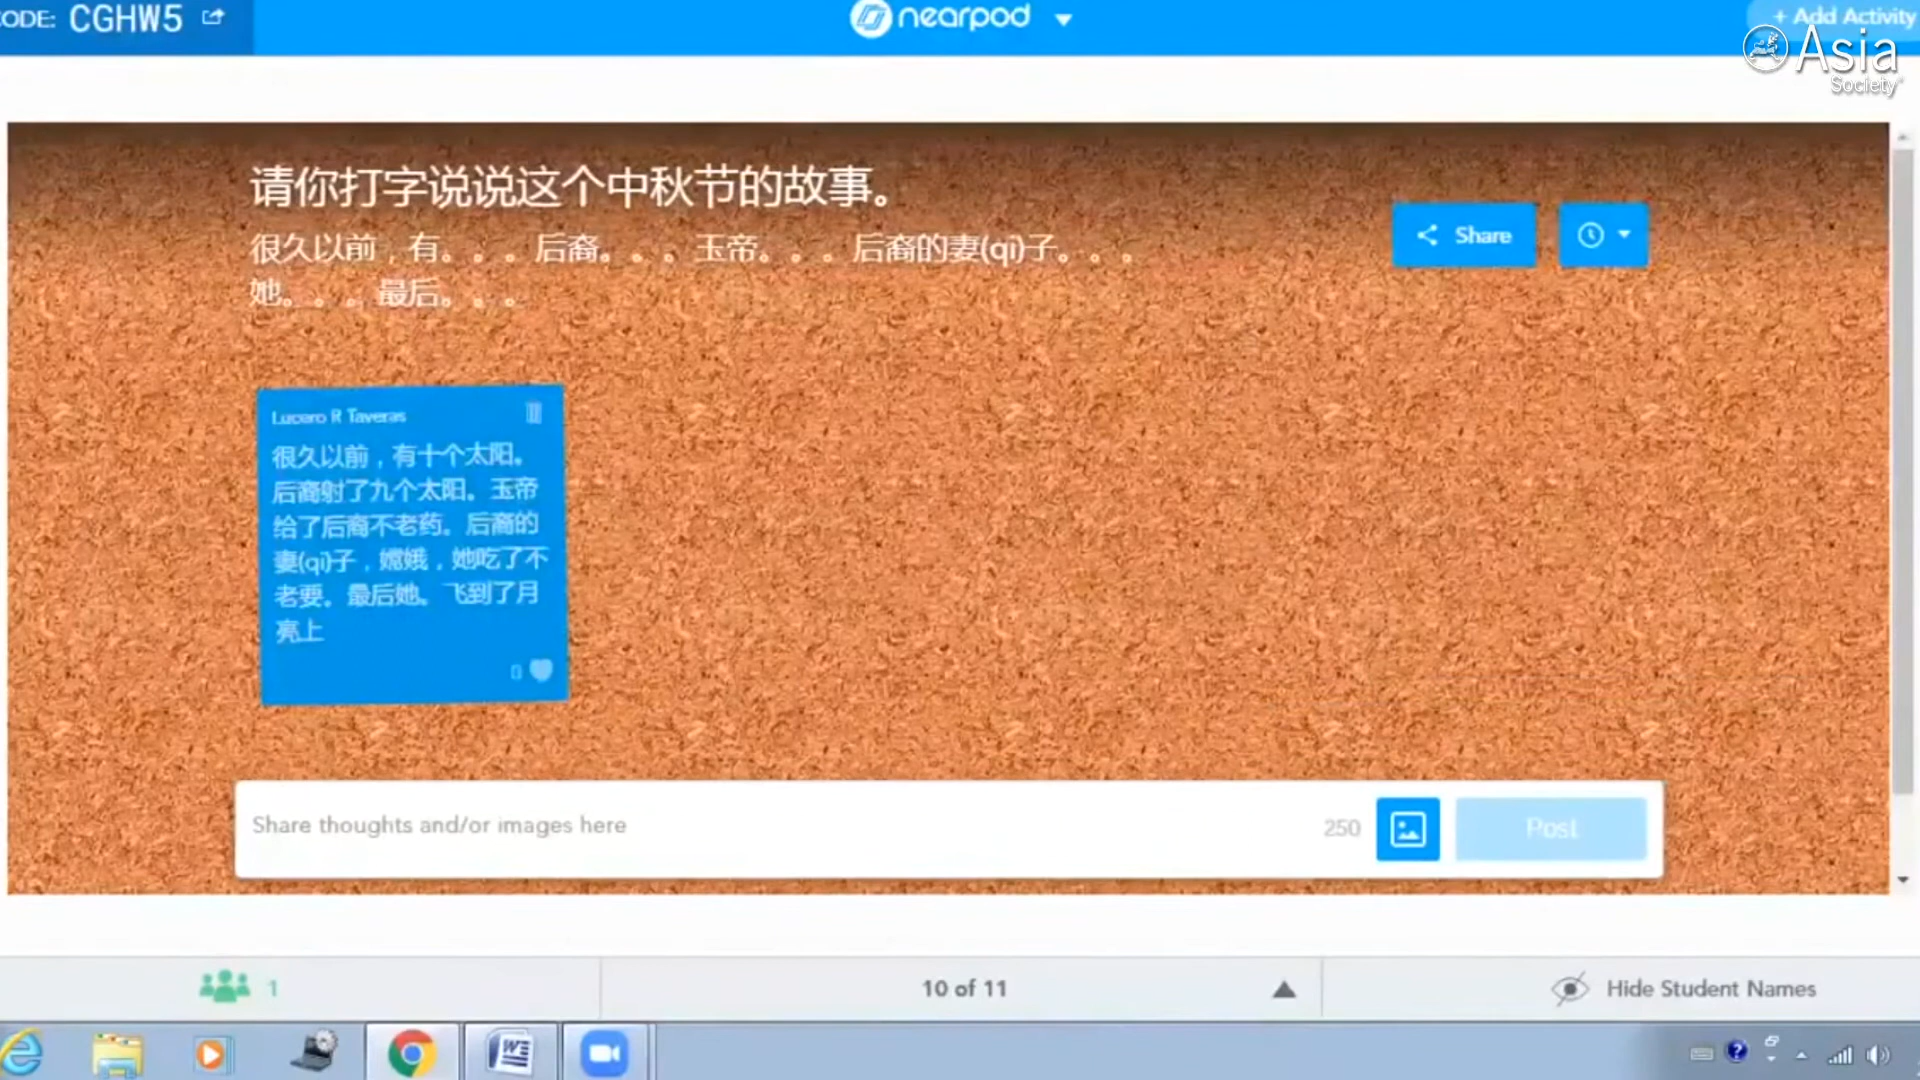 CODE: CGHW5
nearpod
+ Add Activity
Asia
Society
请你打字说说这个中秋节的故事。
很久以前，有。。。后裔。。。玉帝。。。后裔的妻(qi)子。。。
她。。。最后。。。
Share
Lucero R Taveras
很久以前，有十个太阳。
后裔射了九个太阳。玉帝
给了后裔不老药。后裔的
妻(qi)子，嫦娥，她吃了不
老要。最后她。飞到了月
亮上
0
Share thoughts and/or images here
250
Post
1
10 of 11
Hide Student Names